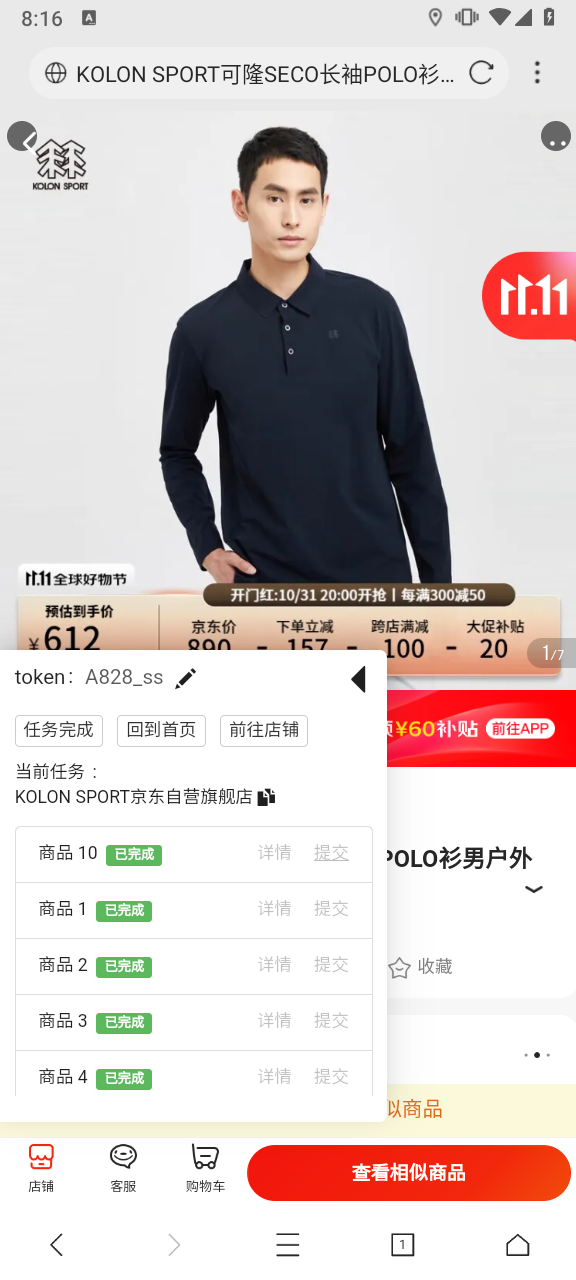 8:16
A
KOLON SPORT可隆SECO长袖POLO衫...
KOLON SPORT
11.11
11.11全球好物节
开门红:10/31 20:00开抢 | 每满300减50
预估到手价
¥612
京东价
下单立减
跨店满减
大促补贴
890 - 157 - 100 - 20
1/7
token：A828_ss
¥60补贴
前往APP
任务完成
回到首页
前往店铺
当前任务 :
KOLON SPORT京东自营旗舰店
POLO衫男户外
商品 10 已完成 详情 提交
商品 1 已完成 详情 提交
商品 2 已完成 详情 提交
收藏
商品 3 已完成 详情 提交
商品 4 已完成 详情 提交
似商品
店铺
客服
购物车
查看相似商品
1